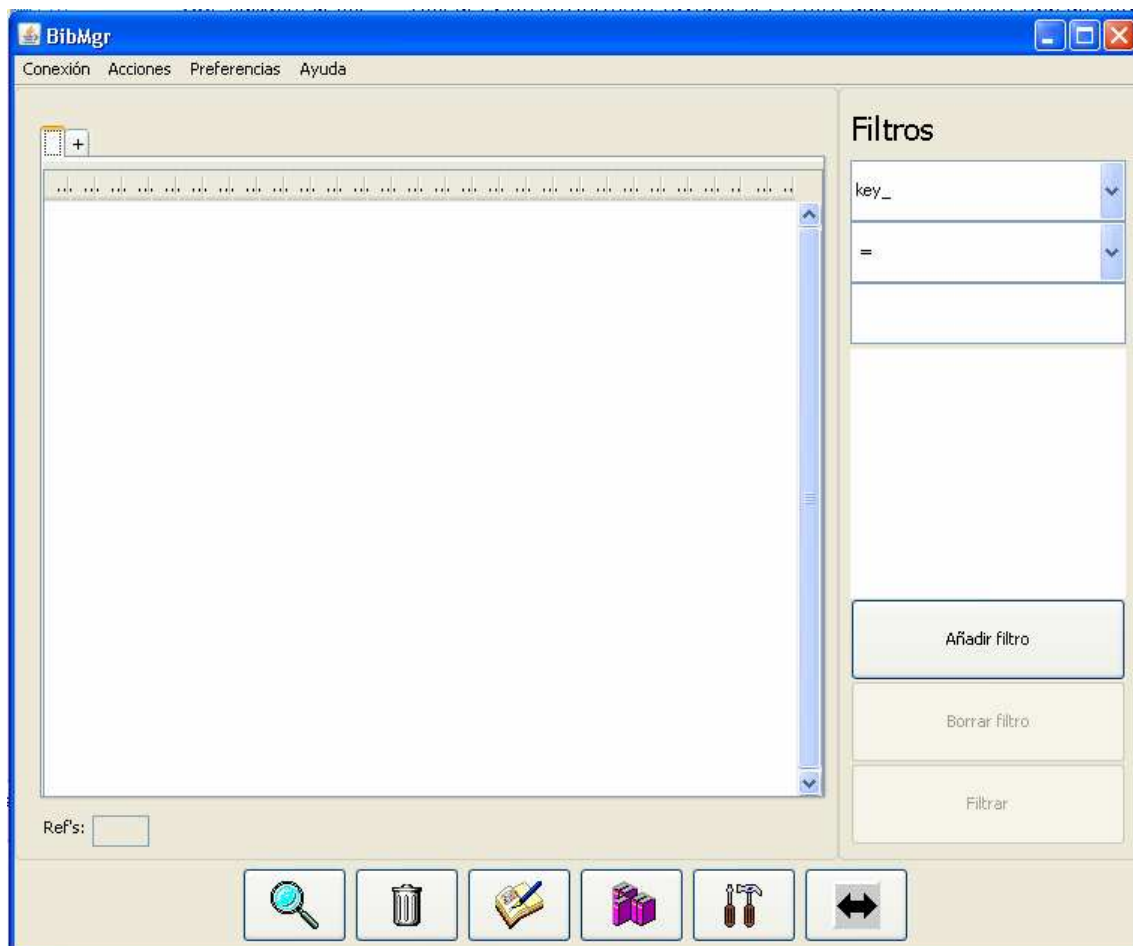 BibMgr
Conexión Acciones Preferencias Ayuda
+
... ... ... ... ... ... ... ... ... ... ... ... ... ... ... ... ... ... ... ... ... ... ... ... ... .. ... ..
Ref's:
Filtros
key_
=
Añadir filtro
Borrar filtro
Filtrar